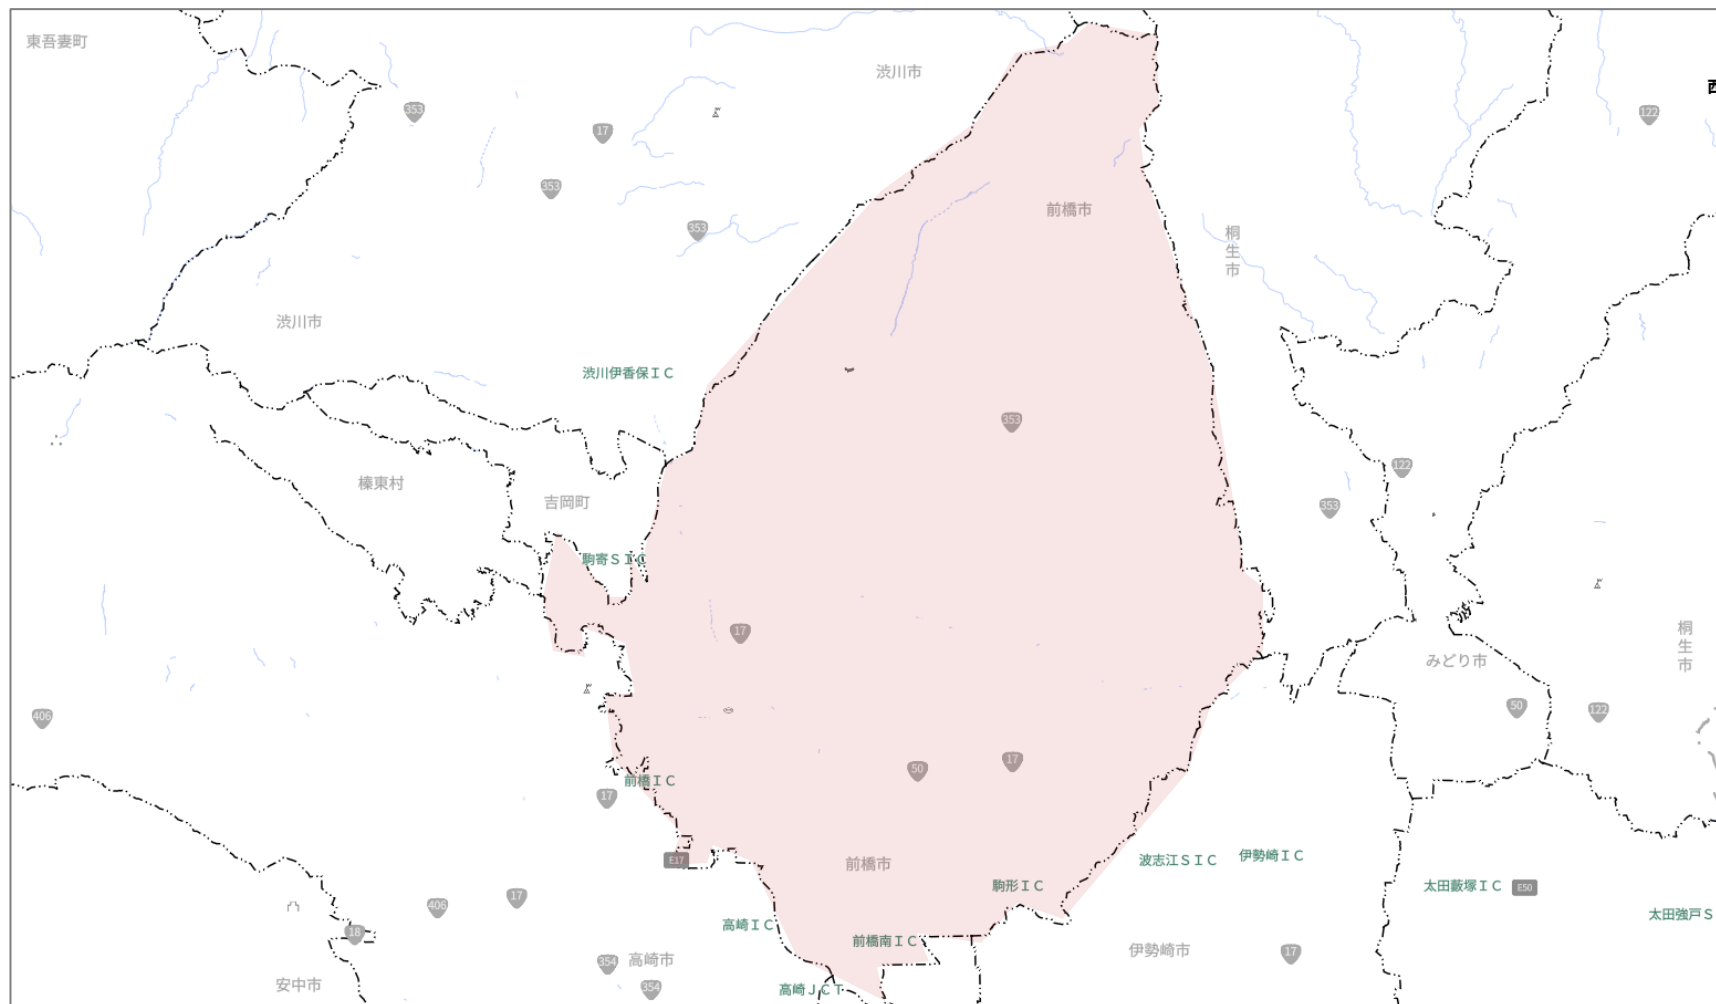 東吾妻町
渋川市
西
353
17
122
353
前橋市
353
桐生市
渋川市
渋川伊香保ＩＣ
353
122
榛東村
吉岡町
353
駒寄ＳＩＣ
17
桐生市
みどり市
406
50
122
17
50
前橋ＩＣ
17
E17
前橋市
波志江ＳＩＣ
伊勢崎ＩＣ
駒形ＩＣ
太田藪塚ＩＣ
E50
17
406
太田強戸Ｓ
高崎ＩＣ
18
前橋南ＩＣ
伊勢崎市
17
354
高崎市
安中市
354
高崎ＪＣＴ